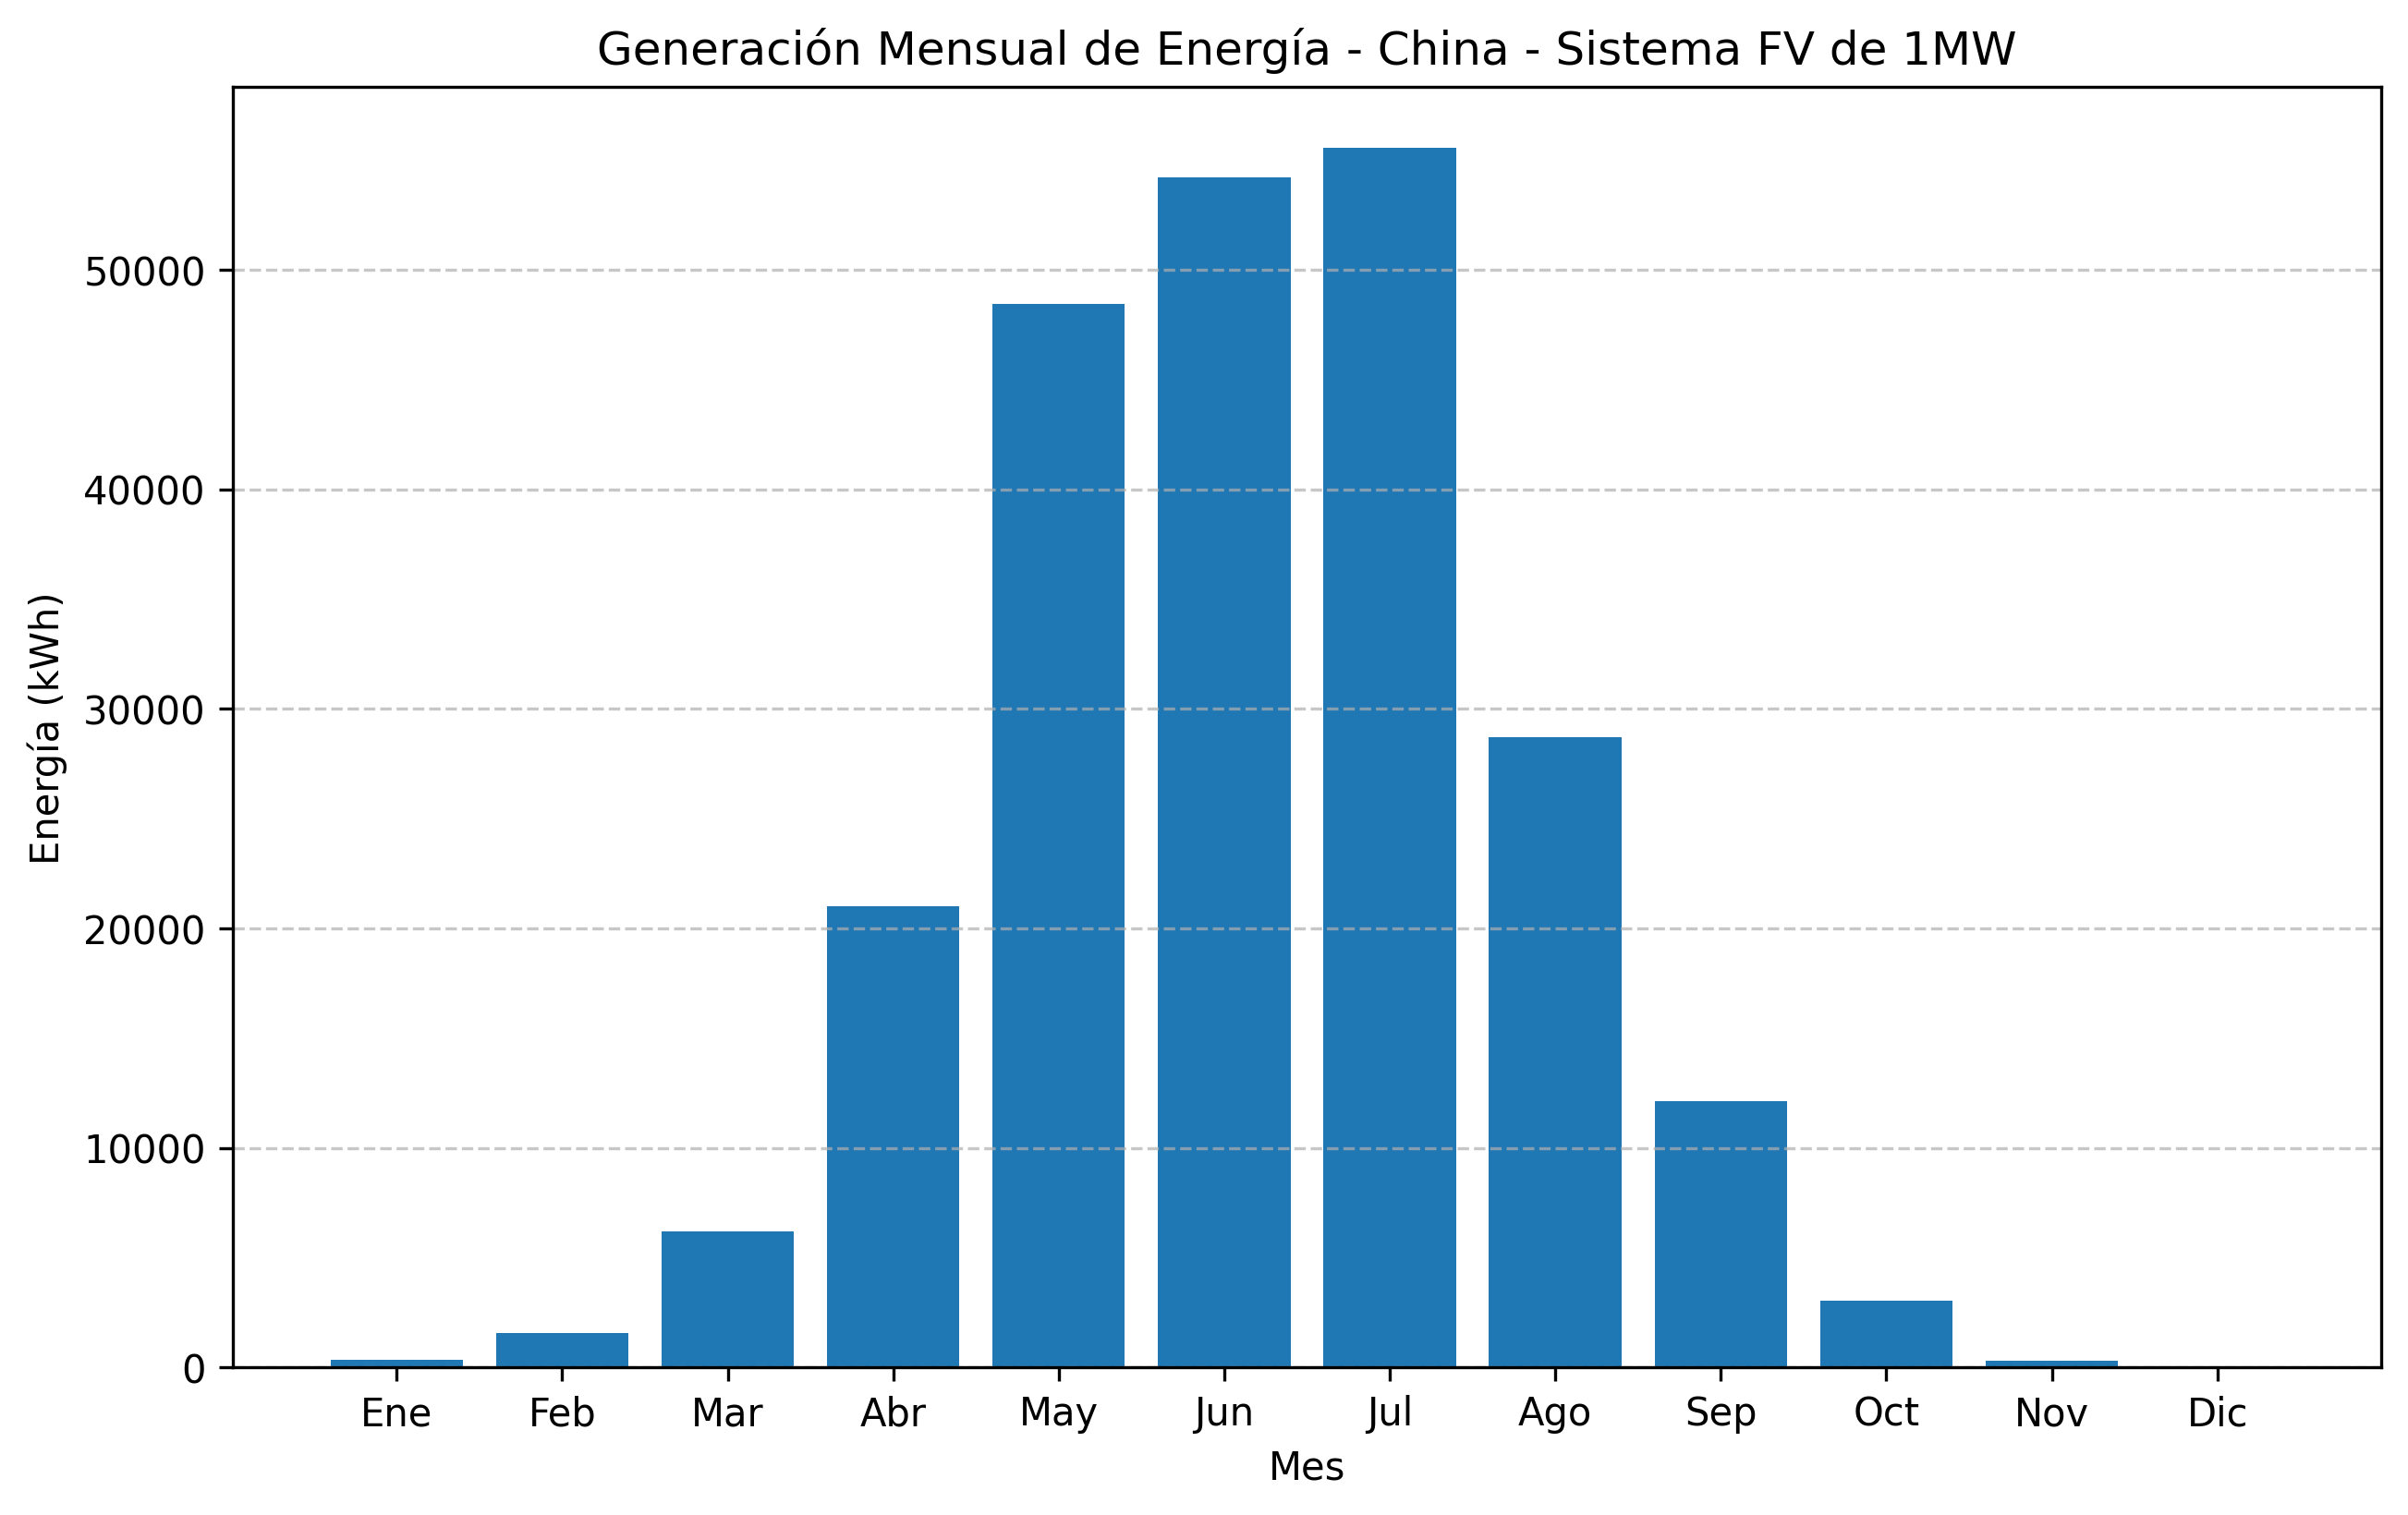 Generación Mensual de Energía - China - Sistema FV de 1MW
Energía (kWh)
50000
40000
30000
20000
10000
0
Ene Feb Mar Abr May Jun Jul Ago Sep Oct Nov Dic
Mes